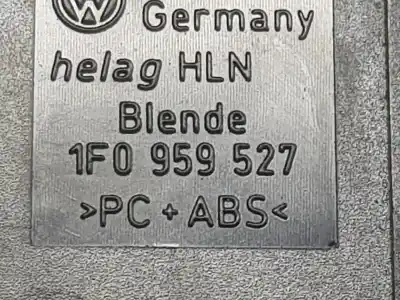 Germany
helag HLN
Blende
1F0 959 527
>PC + ABS<